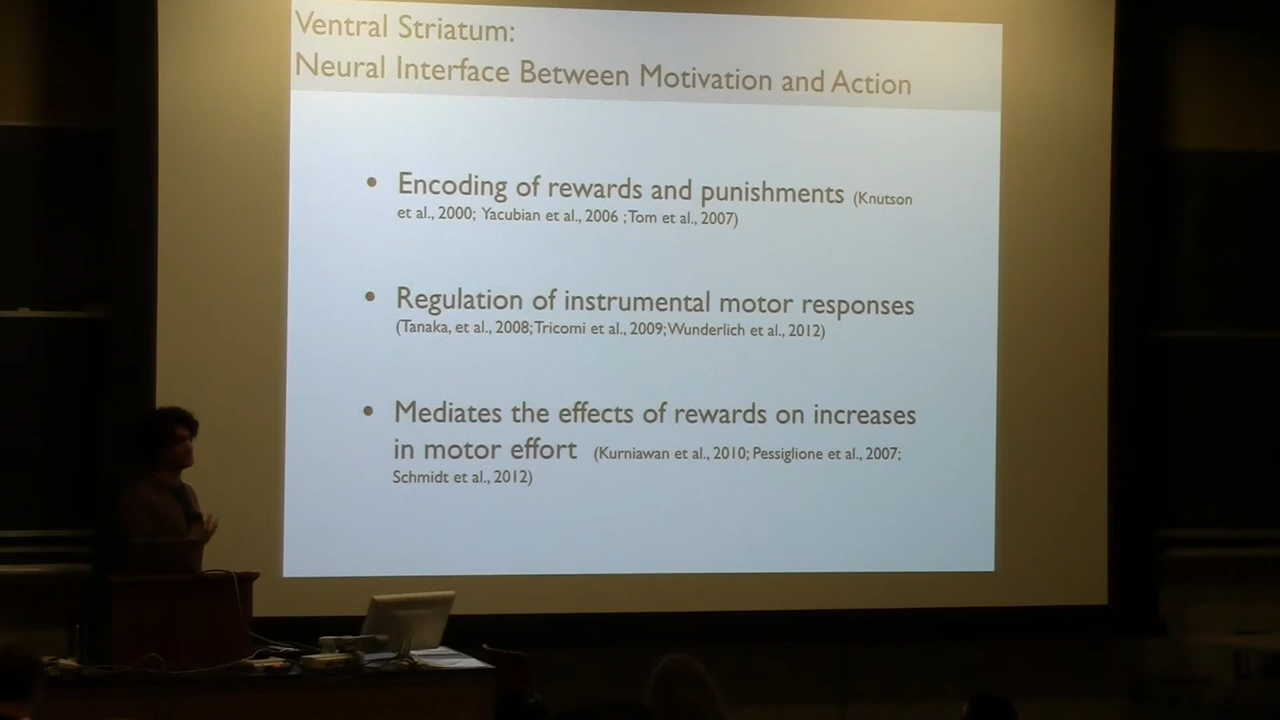 Ventral Striatum:
Neural Interface Between Motivation and Action
• Encoding of rewards and punishments (Knutson
et al., 2000; Yacubian et al., 2006 ; Tom et al., 2007)
• Regulation of instrumental motor responses
(Tanaka, et al., 2008; Tricomi et al., 2009; Wunderlich et al., 2012)
• Mediates the effects of rewards on increases
in motor effort (Kurniawan et al., 2010; Pessiglione et al., 2007;
Schmidt et al., 2012)